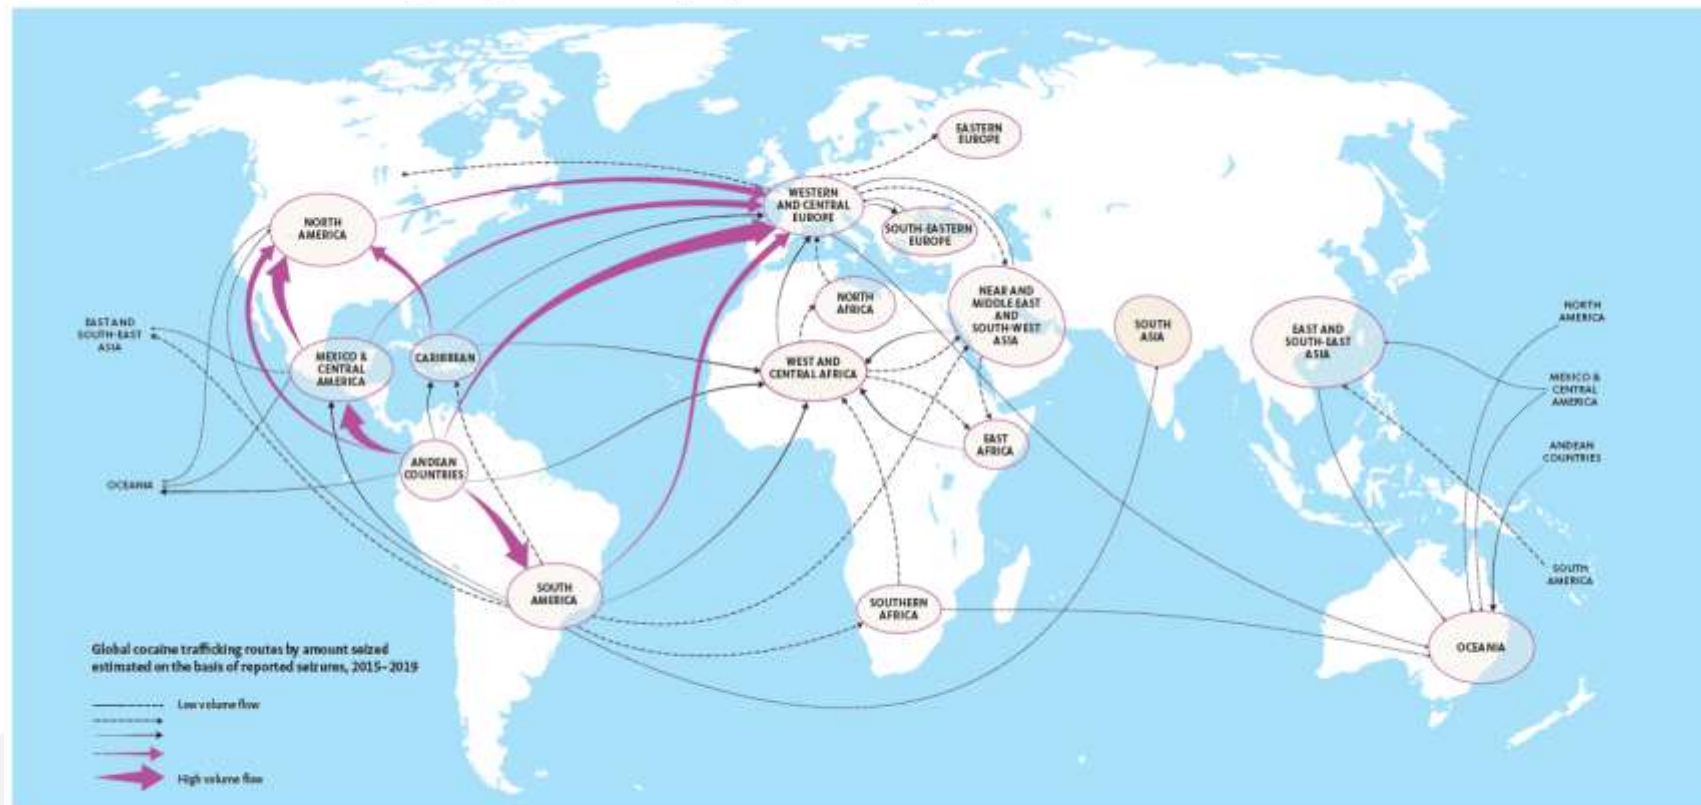 EASTERN
EUROPE
WESTERN
AND CENTRAL
EUROPE
NORTH
AMERICA
SOUTH-EASTERN
EUROPE
NORTH
AFRICA
NEAR AND
MIDDLE EAST
AND
SOUTH-WEST
ASIA
SOUTH
ASIA
EAST AND
SOUTH-EAST
ASIA
NORTH
AMERICA
EAST AND
SOUTH-EAST
ASIA
MEXICO &
CENTRAL
AMERICA
CARIBBEAN
WEST AND
CENTRAL AFRICA
MEXICO &
CENTRAL
AMERICA
EAST
AFRICA
ANDEAN
COUNTRIES
ANDEAN
COUNTRIES
OCEANIA
SOUTH
AMERICA
SOUTHERN
AFRICA
SOUTH
AMERICA
OCEANIA
Global cocaine trafficking routes by amount seized
estimated on the basis of reported seizures, 2015–2019
Low volume flow
High volume flow